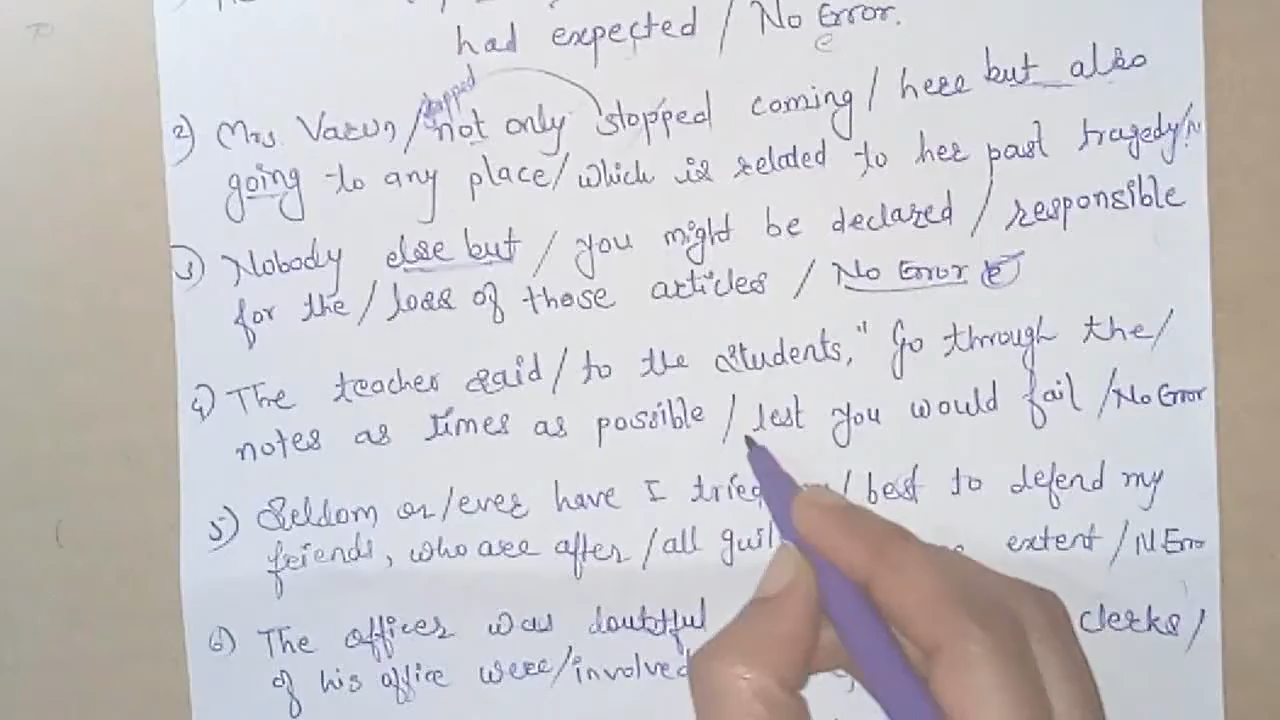 had expected / No Error.
e
stopped
2) Mrs. Varun / not only stopped coming / here but also
going to any place / which is related to her past tragedy / N
3) Nobody else but / you might be declared / responsible
for the / loss of those articles / No Error e
4) The teacher said / to the students, " Go through the /
notes as times as possible / lest you would fail / No Error
5) Seldom or / ever have I tried / best to defend my
friends, who are after / all extent / N. Error
6) The officer was doubtful clerks /
of his office were / involved